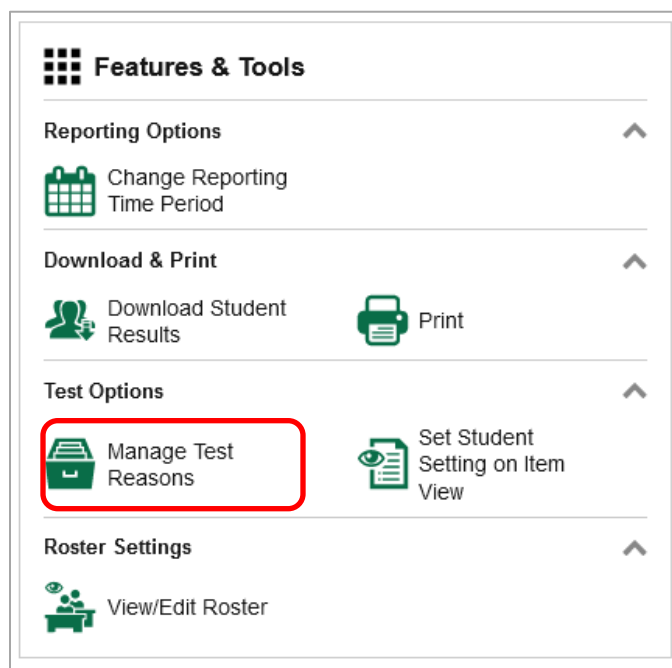 Features & Tools
Reporting Options
Change Reporting
Time Period
Download & Print
Download Student
Results
Print
Test Options
Manage Test
Reasons
Set Student
Setting on Item
View
Roster Settings
View/Edit Roster